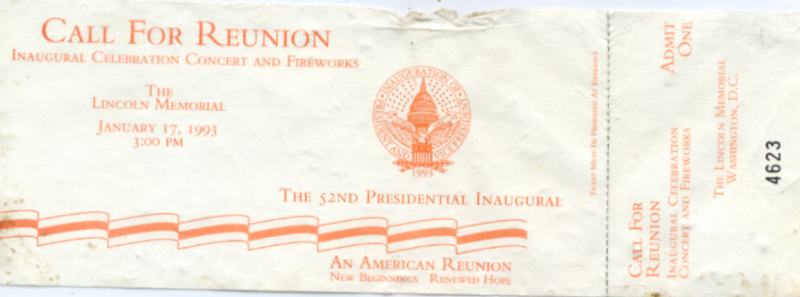 CALL FOR REUNION
INAUGURAL CELEBRATION CONCERT AND FIREWORKS
THE
LINCOLN MEMORIAL
JANUARY 17, 1993
3:00 PM
INAUGURATION OF PRESIDENT AND VICE PRESIDENT
1993
THE 52ND PRESIDENTIAL INAUGURAL
AN AMERICAN REUNION
NEW BEGINNINGS RENEWED HOPE
TICKET MUST BE PRESENTED AT ENTRANCE
CALL FOR
REUNION
INAUGURAL CELEBRATION
CONCERT AND FIREWORKS
ADMIT
ONE
THE LINCOLN MEMORIAL
WASHINGTON, D.C.
4623